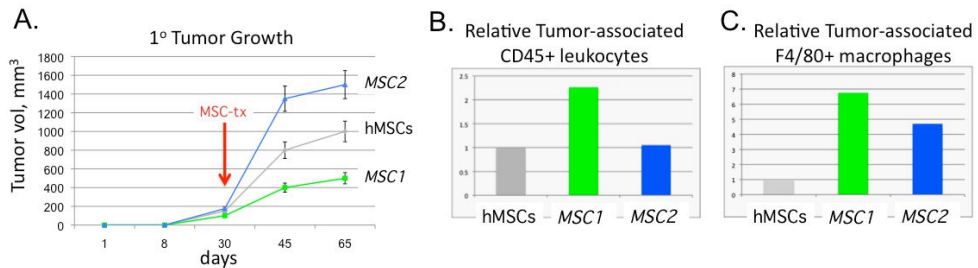 A.
1º Tumor Growth
Tumor vol, mm³
1800
1600
1400
1200
1000
800
600
400
200
0
MSC-tx
MSC2
hMSCs
MSC1
1 8 30 45 65
days
B.
Relative Tumor-associated
CD45+ leukocytes
2.5
2
1.5
1
0.5
0
hMSCs MSC1 MSC2
C.
Relative Tumor-associated
F4/80+ macrophages
8
7
6
5
4
3
2
1
0
hMSCs MSC1 MSC2